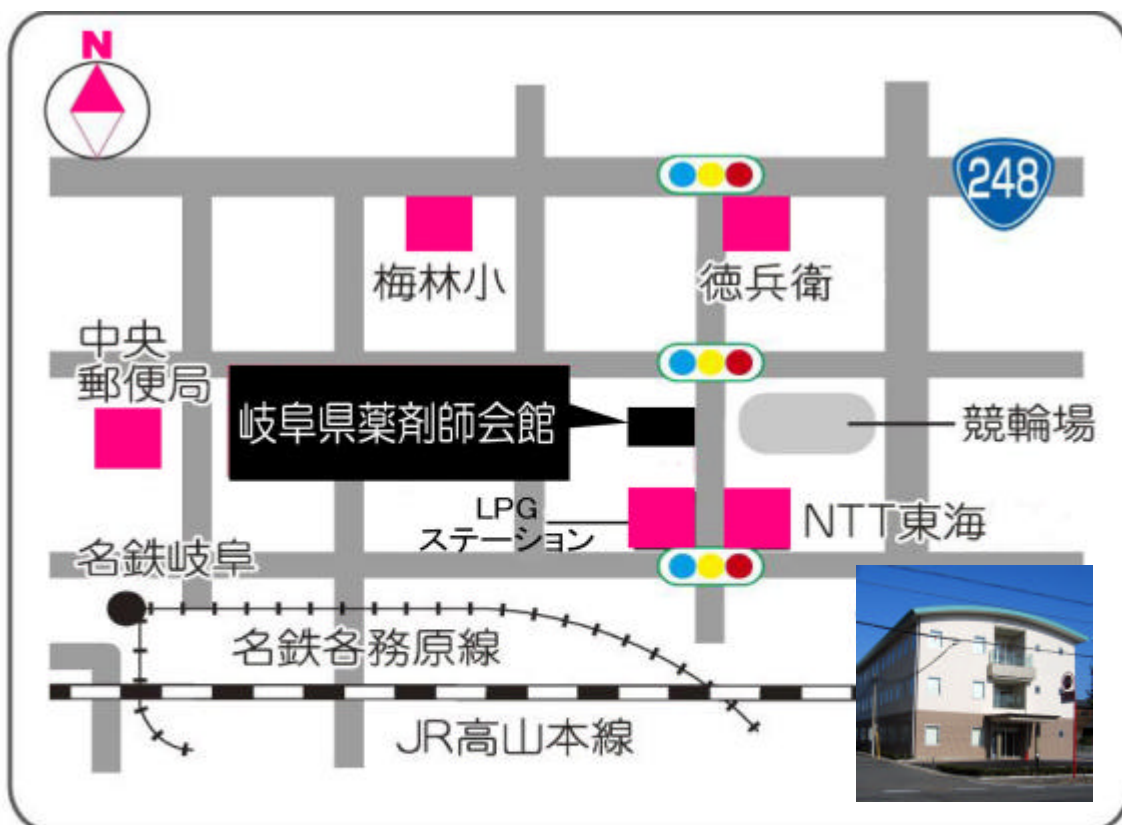 N
248
梅林小
徳兵衛
中央
郵便局
岐阜県薬剤師会館
競輪場
LPG
ステーション
NTT東海
名鉄岐阜
名鉄各務原線
JR高山本線